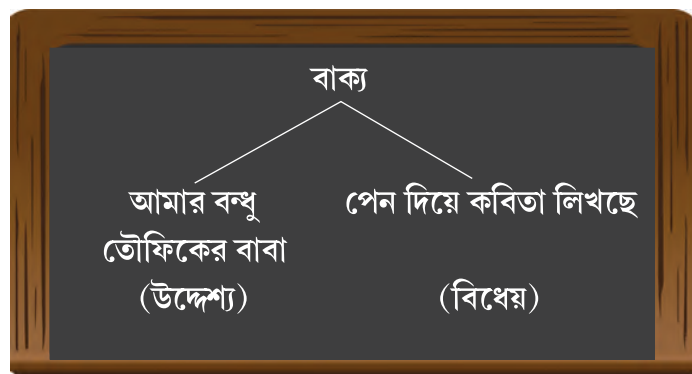 বাক্য
আমার বন্ধু
তৌফিকের বাবা
(উদ্দেশ্য)
পেন দিয়ে কবিতা লিখছে
(বিধেয়)